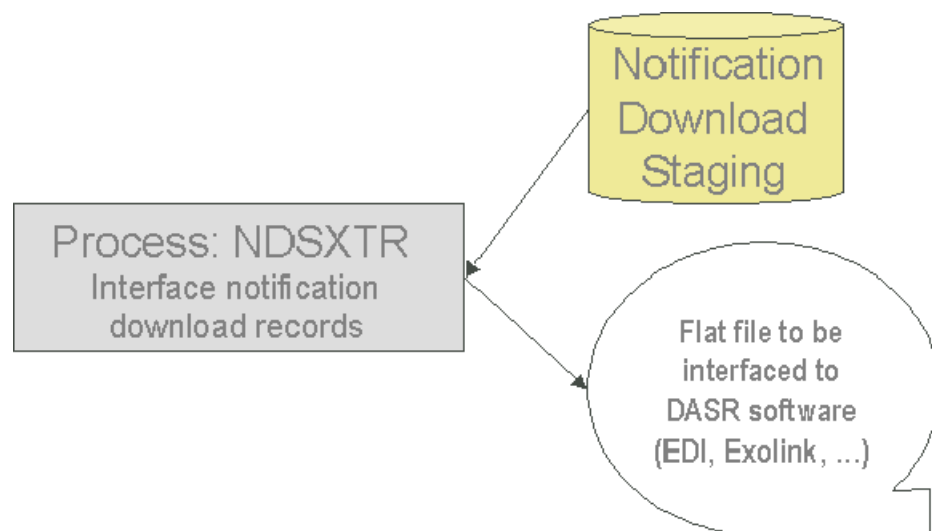 Notification
Download
Staging
Process: NDSXTR
Interface notification
download records
Flat file to be
interfaced to
DASR software
(EDI, Exolink, ...)